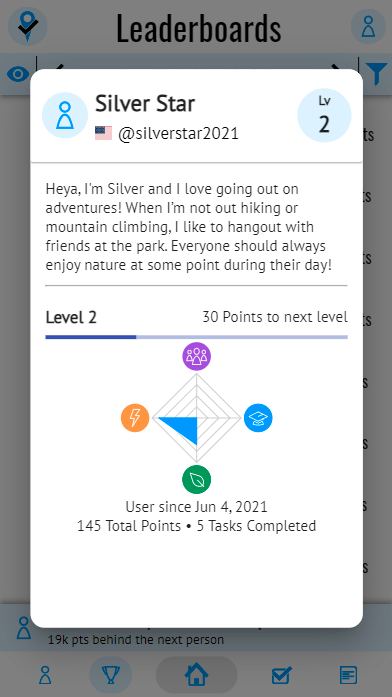 Leaderboards
Silver Star
@silverstar2021
Lv
2
ts
Heya, I'm Silver and I love going out on
adventures! When I'm not out hiking or
mountain climbing, I like to hangout with
friends at the park. Everyone should always
enjoy nature at some point during their day!
Level 2
30 Points to next level
User since Jun 4, 2021
145 Total Points • 5 Tasks Completed
19k pts behind the next person